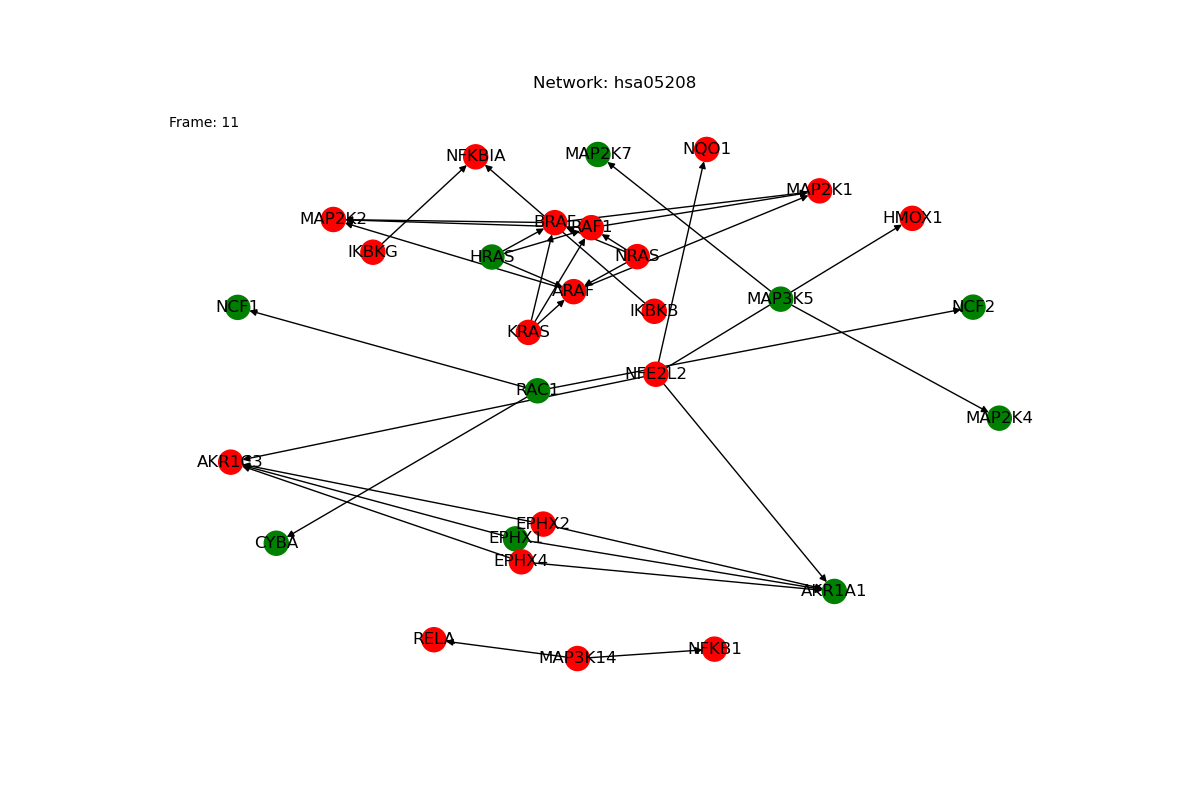 Network: hsa05208
Frame: 11
NFKBIA
MAP2K7
NQO1
MAP2K1
MAP2K2
BRAF
RAF1
HMOX1
IKBKG
HRAS
NRAS
ARAF
MAP3K5
NCF1
IKBKB
NCF2
KRAS
NFE2L2
RAC1
MAP2K4
AKR1C3
EPHX2
EPHX1
CYBA
EPHX4
AKR1A1
RELA
MAP3K14
NFKB1